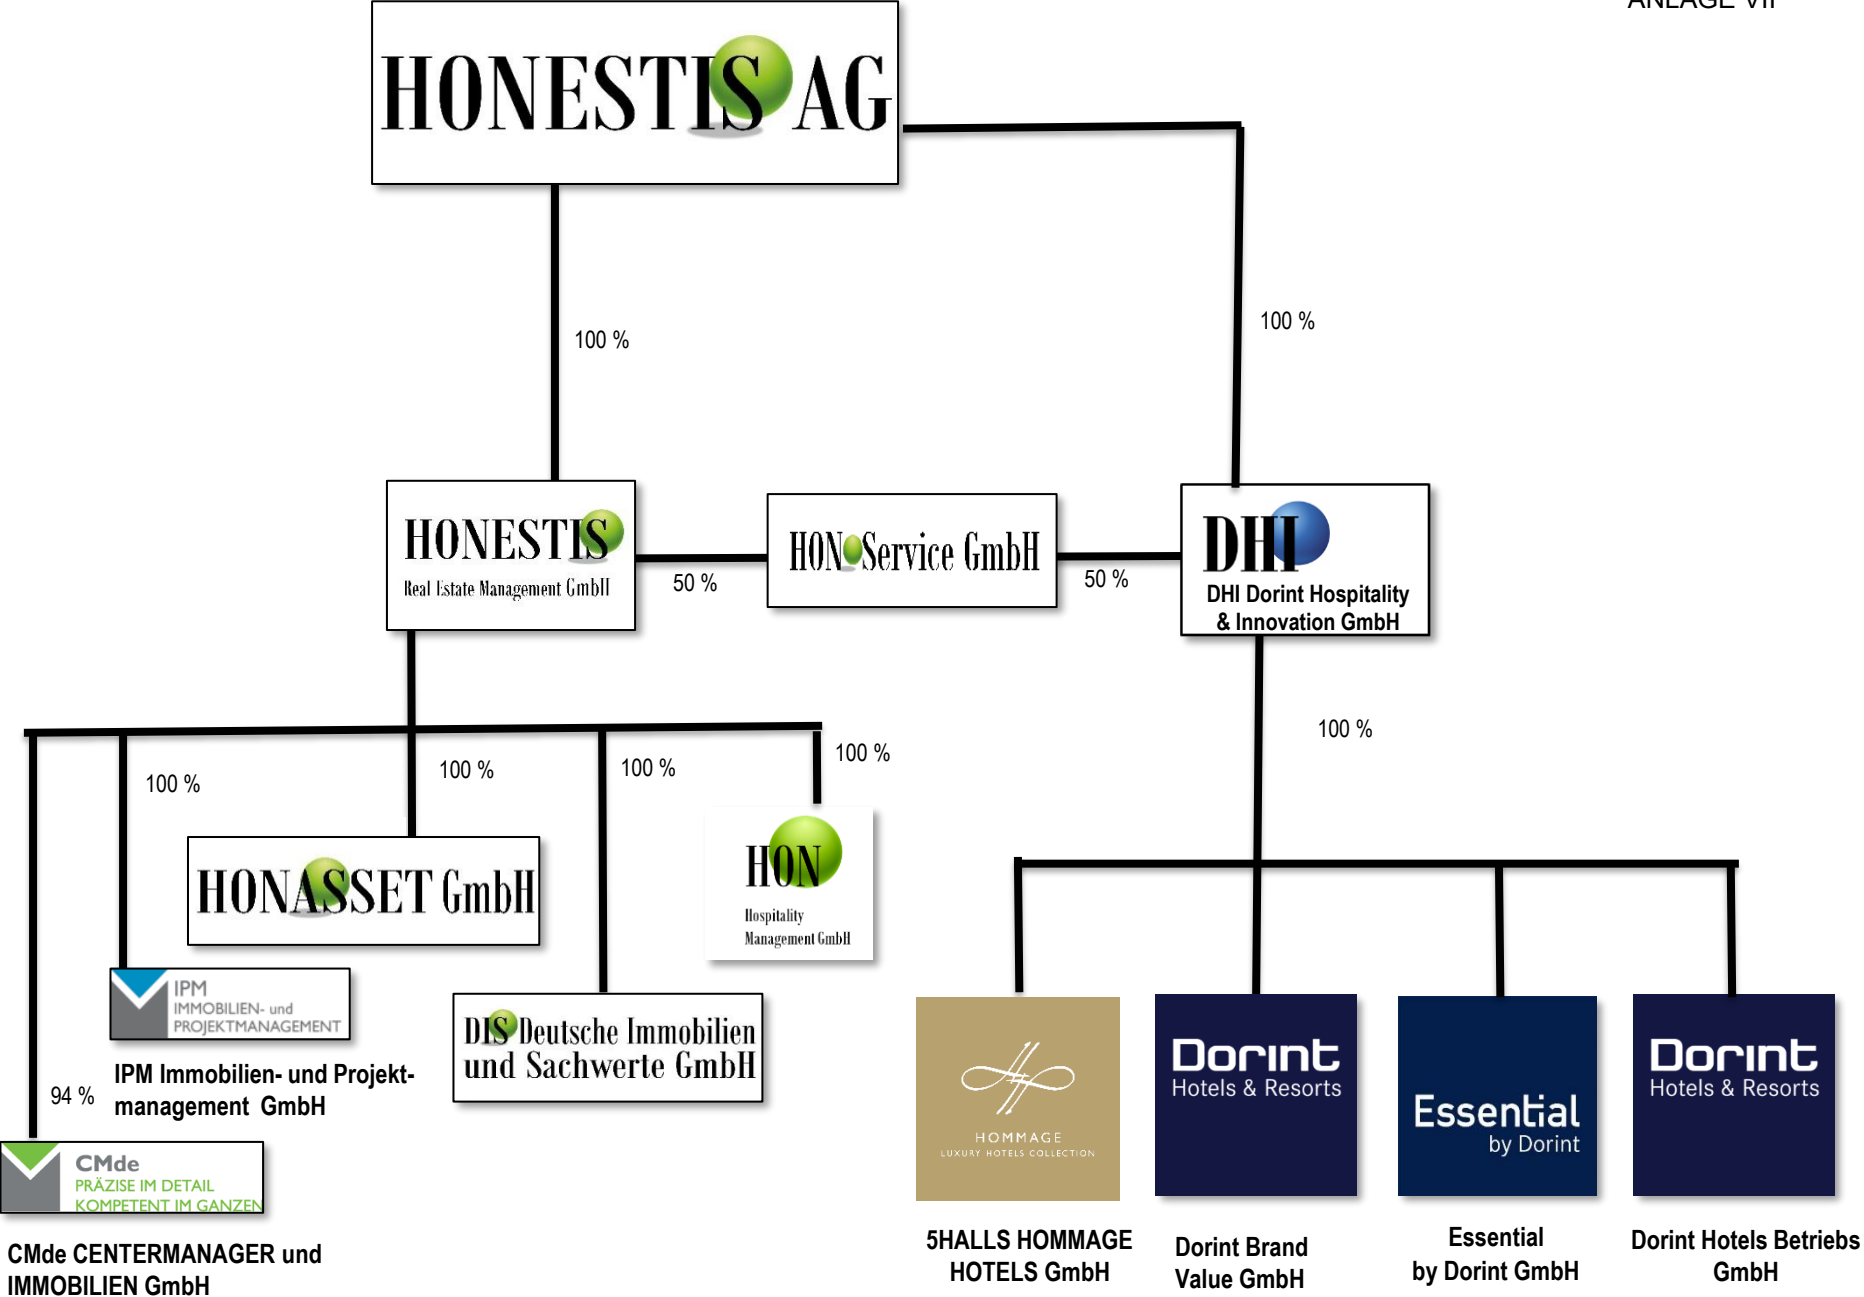 ANLAGE VII
HONESTIS AG
100 %
100 %
HONESTIS
Real Estate Management GmbH
50 %
HON Service GmbH
50 %
DHI
DHI Dorint Hospitality
& Innovation GmbH
100 %
100 %
100 %
100 %
100 %
94 %
HONASSET GmbH
HON
Hospitality
Management GmbH
IPM
IMMOBILIEN- und
PROJEKTMANAGEMENT
IPM Immobilien- und Projekt-
management GmbH
DIS Deutsche Immobilien
und Sachwerte GmbH
CMde
PRÄZISE IM DETAIL
KOMPETENT IM GANZEN
CMde CENTERMANAGER und
IMMOBILIEN GmbH
HOMMAGE
LUXURY HOTELS COLLECTION
5HALLS HOMMAGE
HOTELS GmbH
Dorint
Hotels & Resorts
Dorint Brand
Value GmbH
Essential
by Dorint
Essential
by Dorint GmbH
Dorint
Hotels & Resorts
Dorint Hotels Betriebs
GmbH